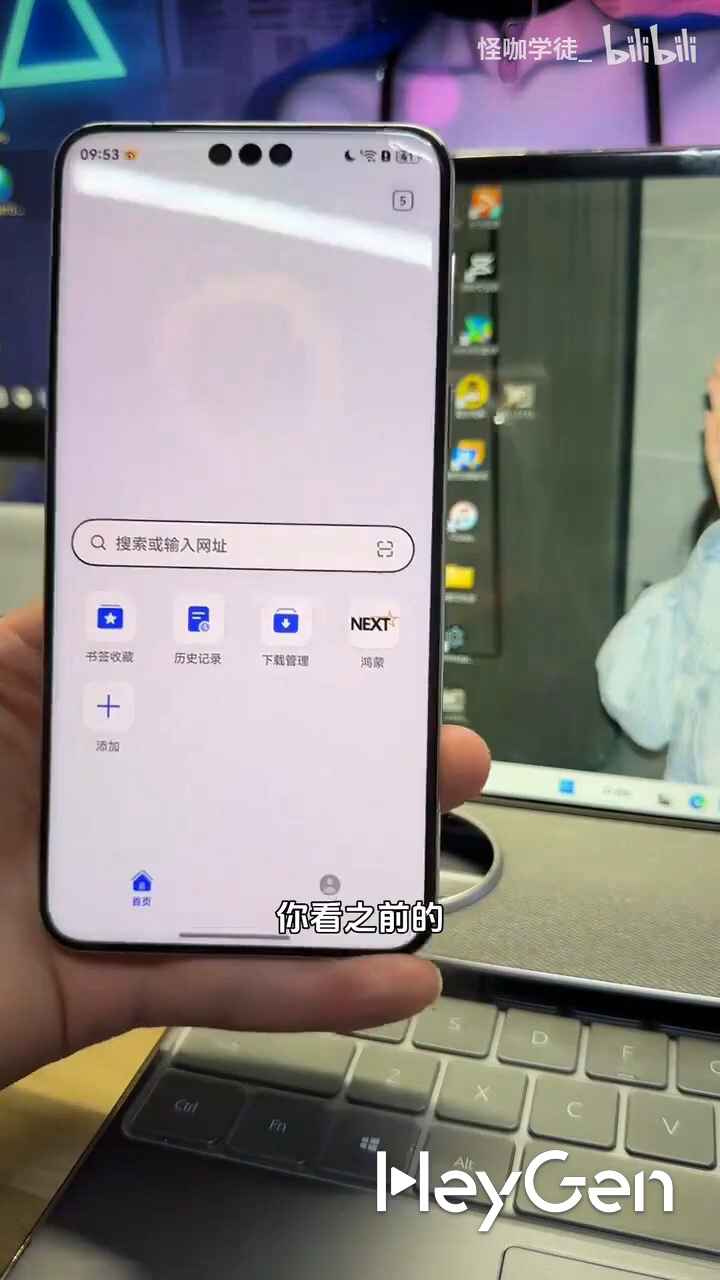 怪咖学徒_ bilibili
09:53
41
5
搜索或输入网址
书签收藏
历史记录
下载管理
NEXT
鸿蒙
添加
首页
你看之前的
S
D
F
Z
X
C
V
Ctrl
Fn
Alt
HeyGen